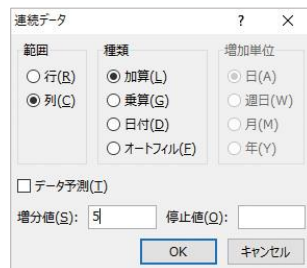 連続データ ? ×
範囲 種類 増加単位
行(R) 加算(L) 日(A)
列(C) 乗算(G) 週日(W)
日付(D) 月(M)
オートフィル(F) 年(Y)
データ予測(T)
増分値(S): 5 停止値(O):
OK キャンセル